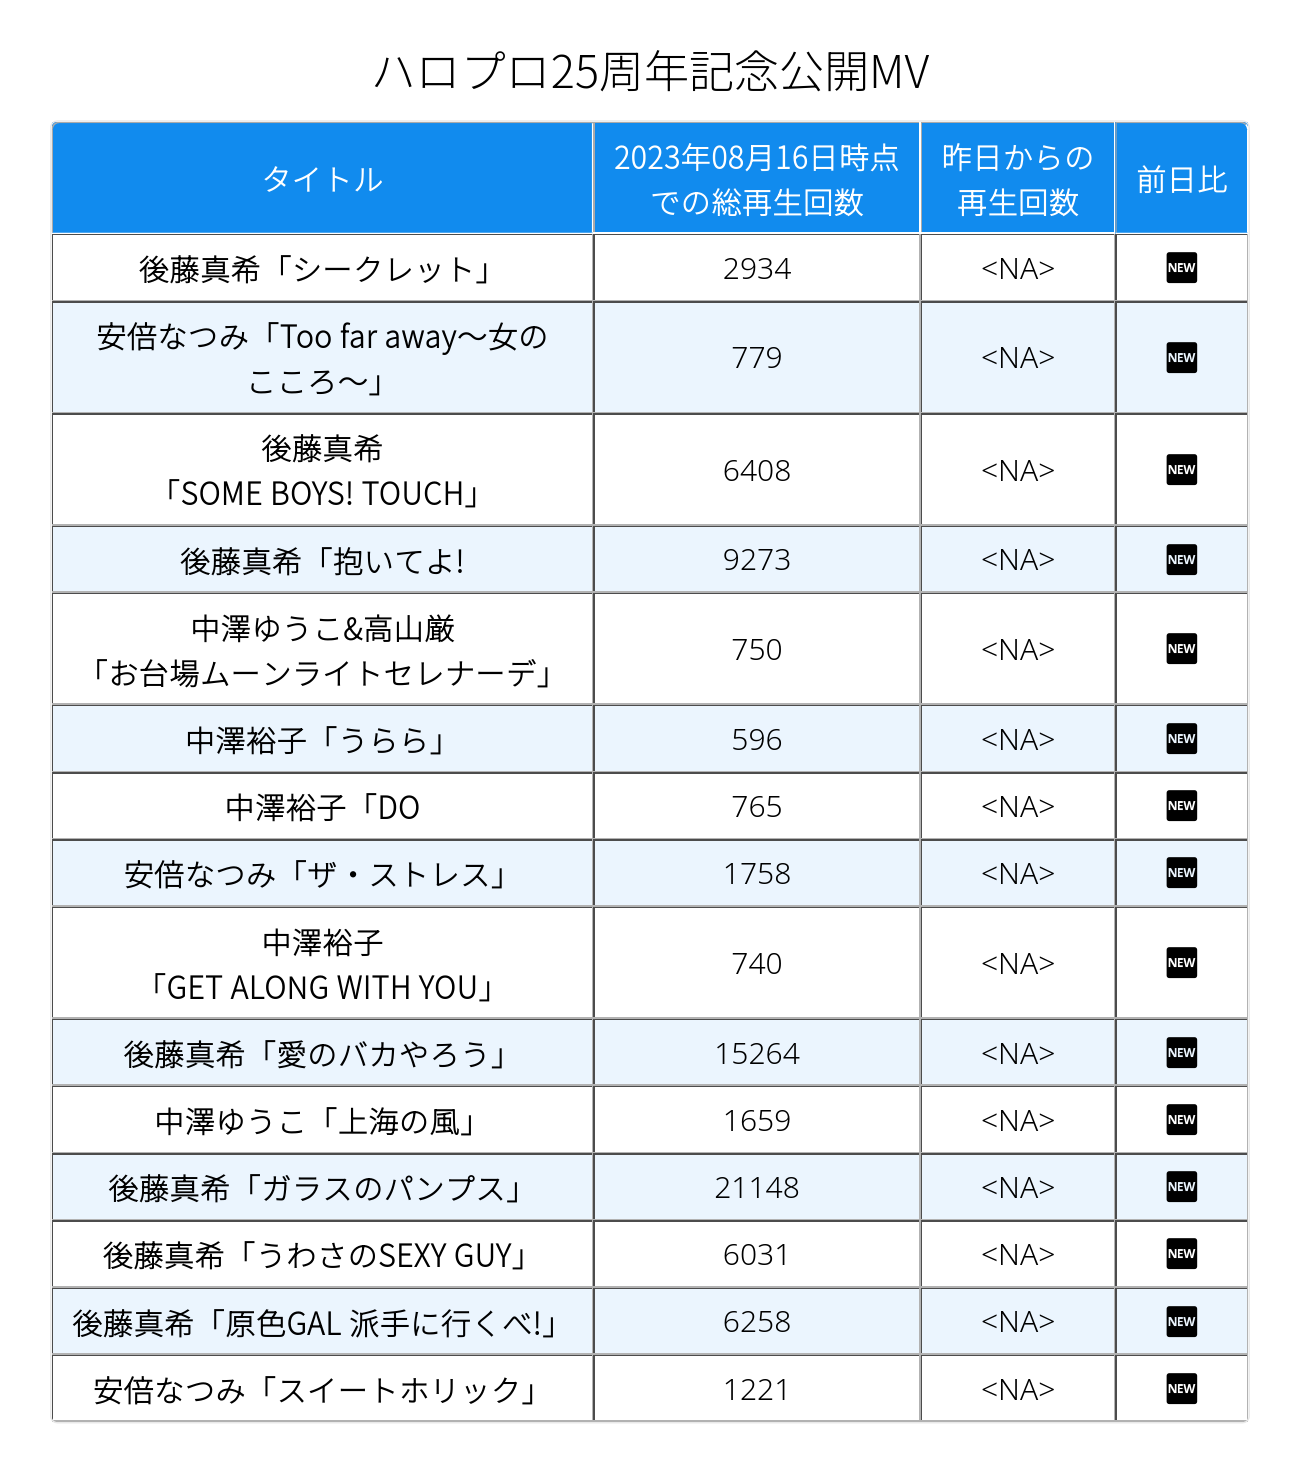 ハロプロ25周年記念公開MV
タイトル
2023年08月16日時点
での総再生回数
昨日からの
再生回数
前日比
後藤真希「シークレット」
2934
<NA>
NEW
安倍なつみ「Too far away〜女の
こころ〜」
779
<NA>
NEW
後藤真希
「SOME BOYS! TOUCH」
6408
<NA>
NEW
後藤真希「抱いてよ!
9273
<NA>
NEW
中澤ゆうこ&高山厳
「お台場ムーンライトセレナーデ」
750
<NA>
NEW
中澤裕子「うらら」
596
<NA>
NEW
中澤裕子「DO
765
<NA>
NEW
安倍なつみ「ザ・ストレス」
1758
<NA>
NEW
中澤裕子
「GET ALONG WITH YOU」
740
<NA>
NEW
後藤真希「愛のバカやろう」
15264
<NA>
NEW
中澤ゆうこ「上海の風」
1659
<NA>
NEW
後藤真希「ガラスのパンプス」
21148
<NA>
NEW
後藤真希「うわさのSEXY GUY」
6031
<NA>
NEW
後藤真希「原色GAL 派手に行くべ!」
6258
<NA>
NEW
安倍なつみ「スイートホリック」
1221
<NA>
NEW